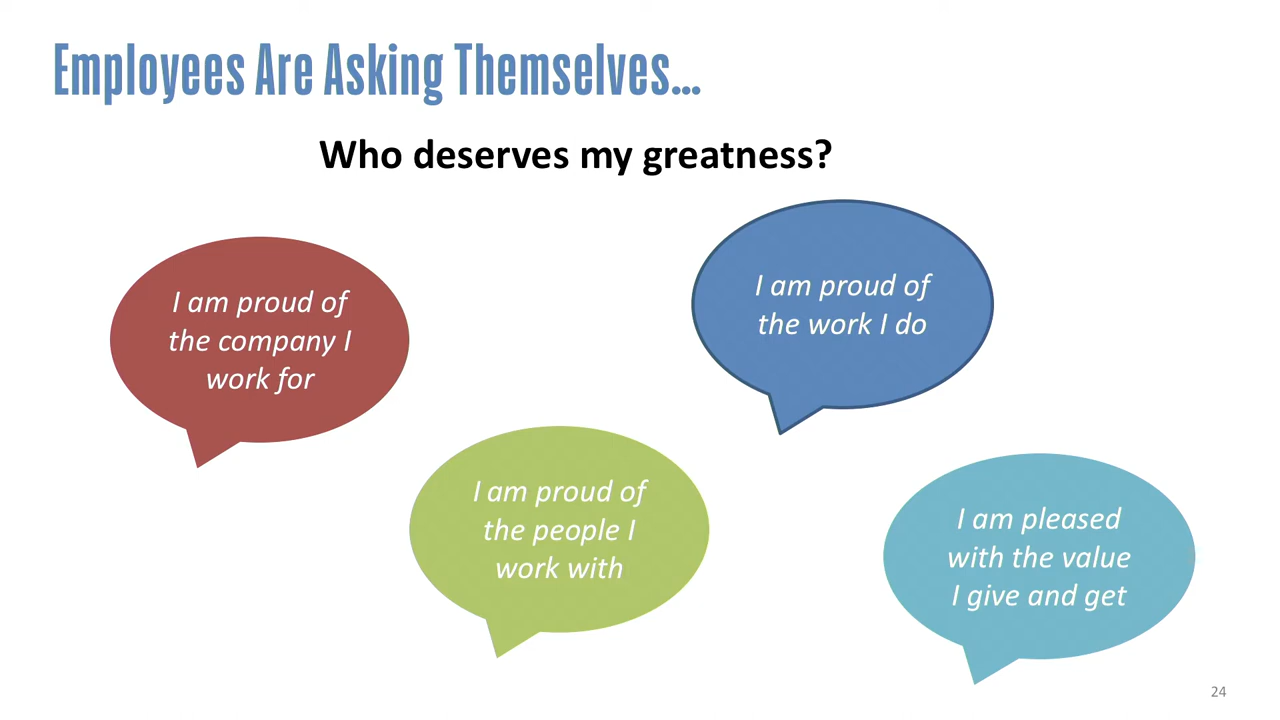 Employees Are Asking Themselves...
Who deserves my greatness?
I am proud of
the company I
work for
I am proud of
the work I do
I am proud of
the people I
work with
I am pleased
with the value
I give and get
24